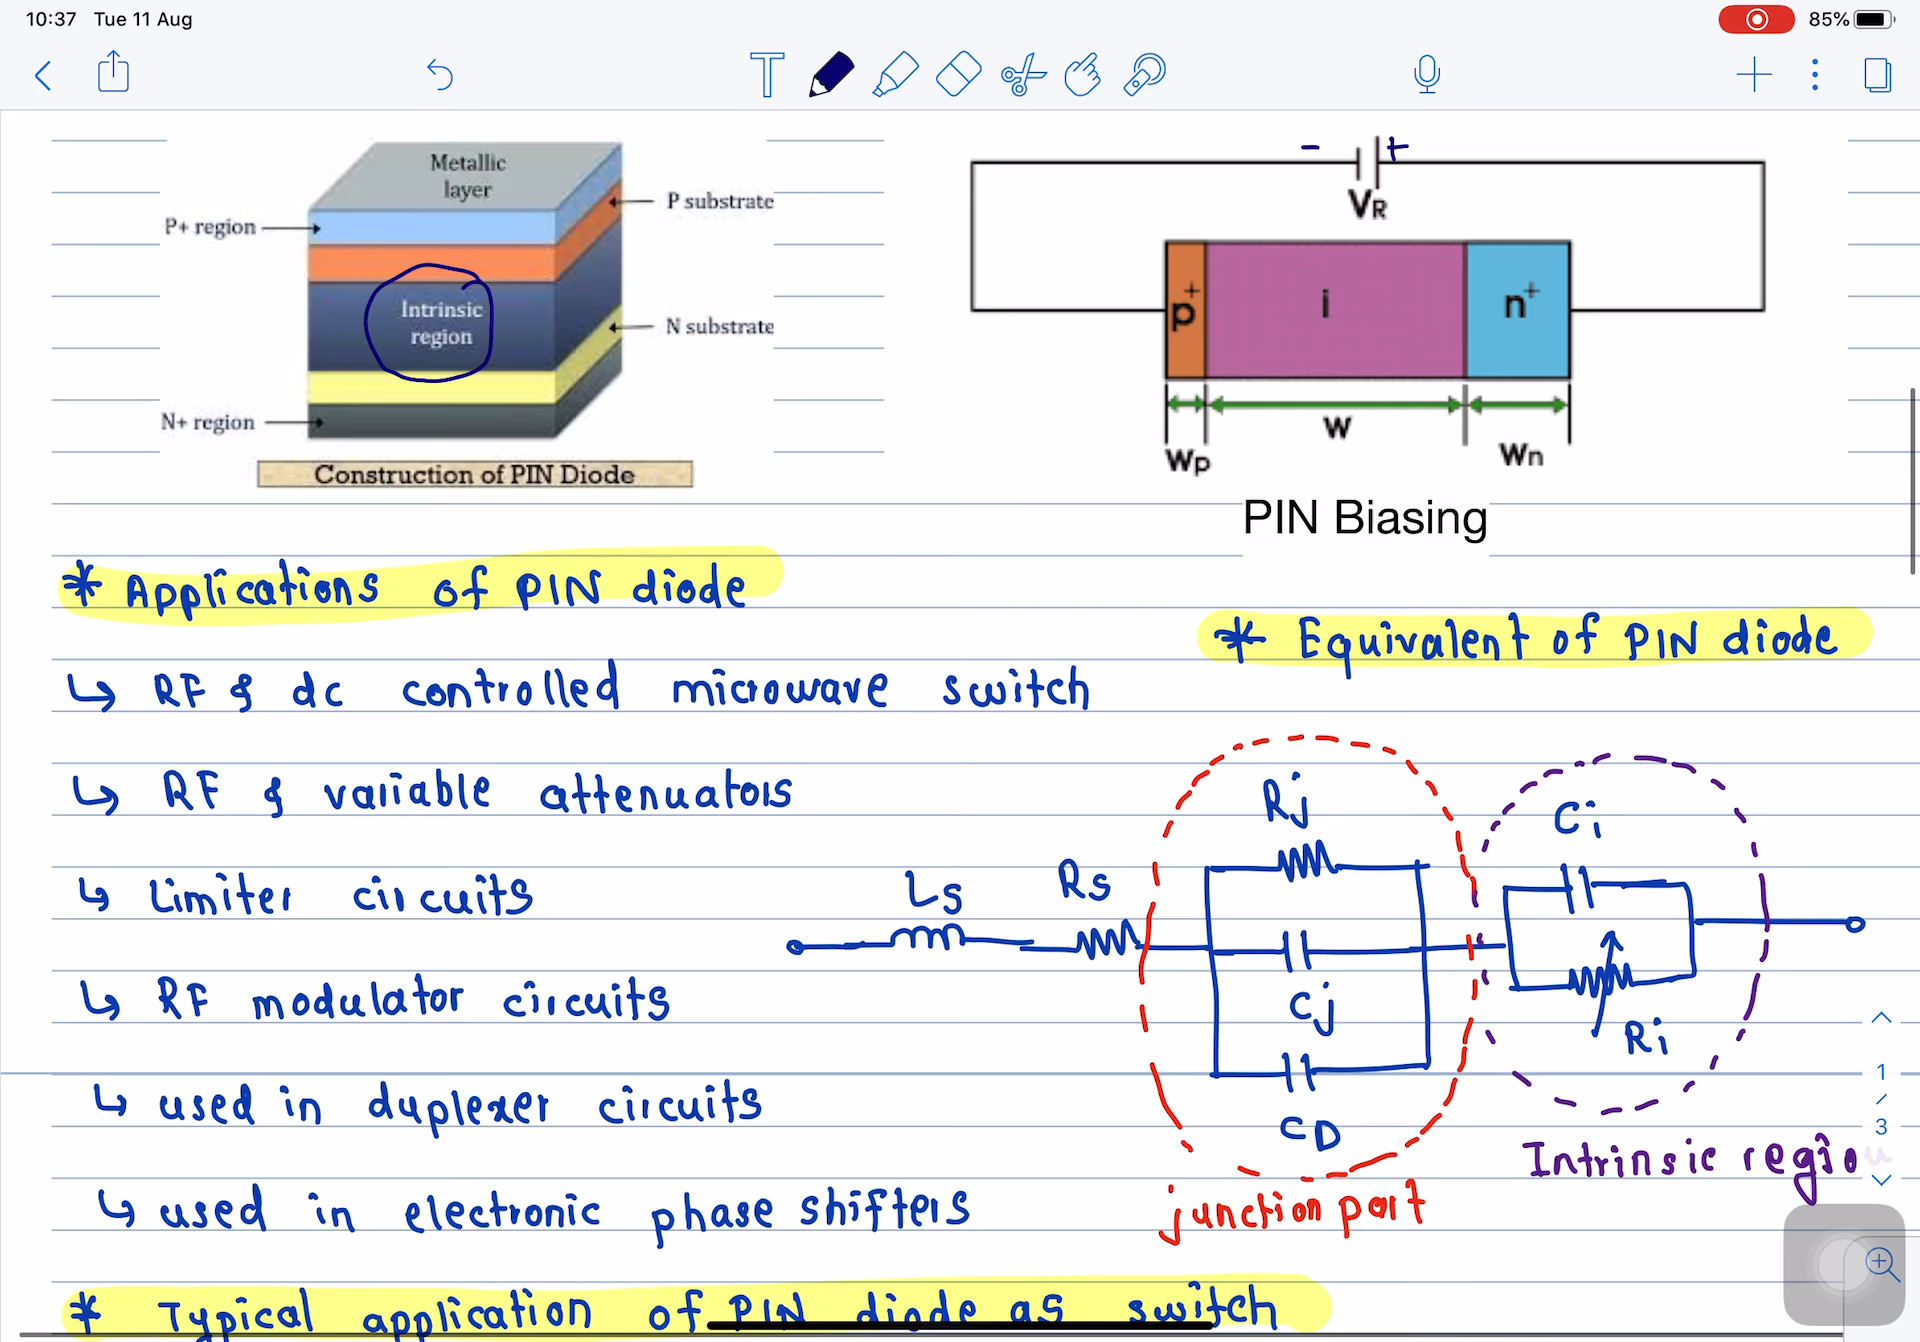 10:37 Tue 11 Aug
85%
Metallic
layer
P+ region
P substrate
Intrinsic
region
N substrate
N+ region
Construction of PIN Diode
- +
VR
p+ i n+
Wp W Wn
PIN Biasing
* Applications of PIN diode
↳ RF & dc controlled microwave switch
↳ RF & variable attenuators
↳ Limiter circuits
↳ RF modulator circuits
↳ used in duplexer circuits
↳ used in electronic phase shifters
* Equivalent of PIN diode
Ls Rs
Rj
Cj
CD
Ci
Ri
junction part
Intrinsic region
1
/
3
* Typical application of PIN diode as switch